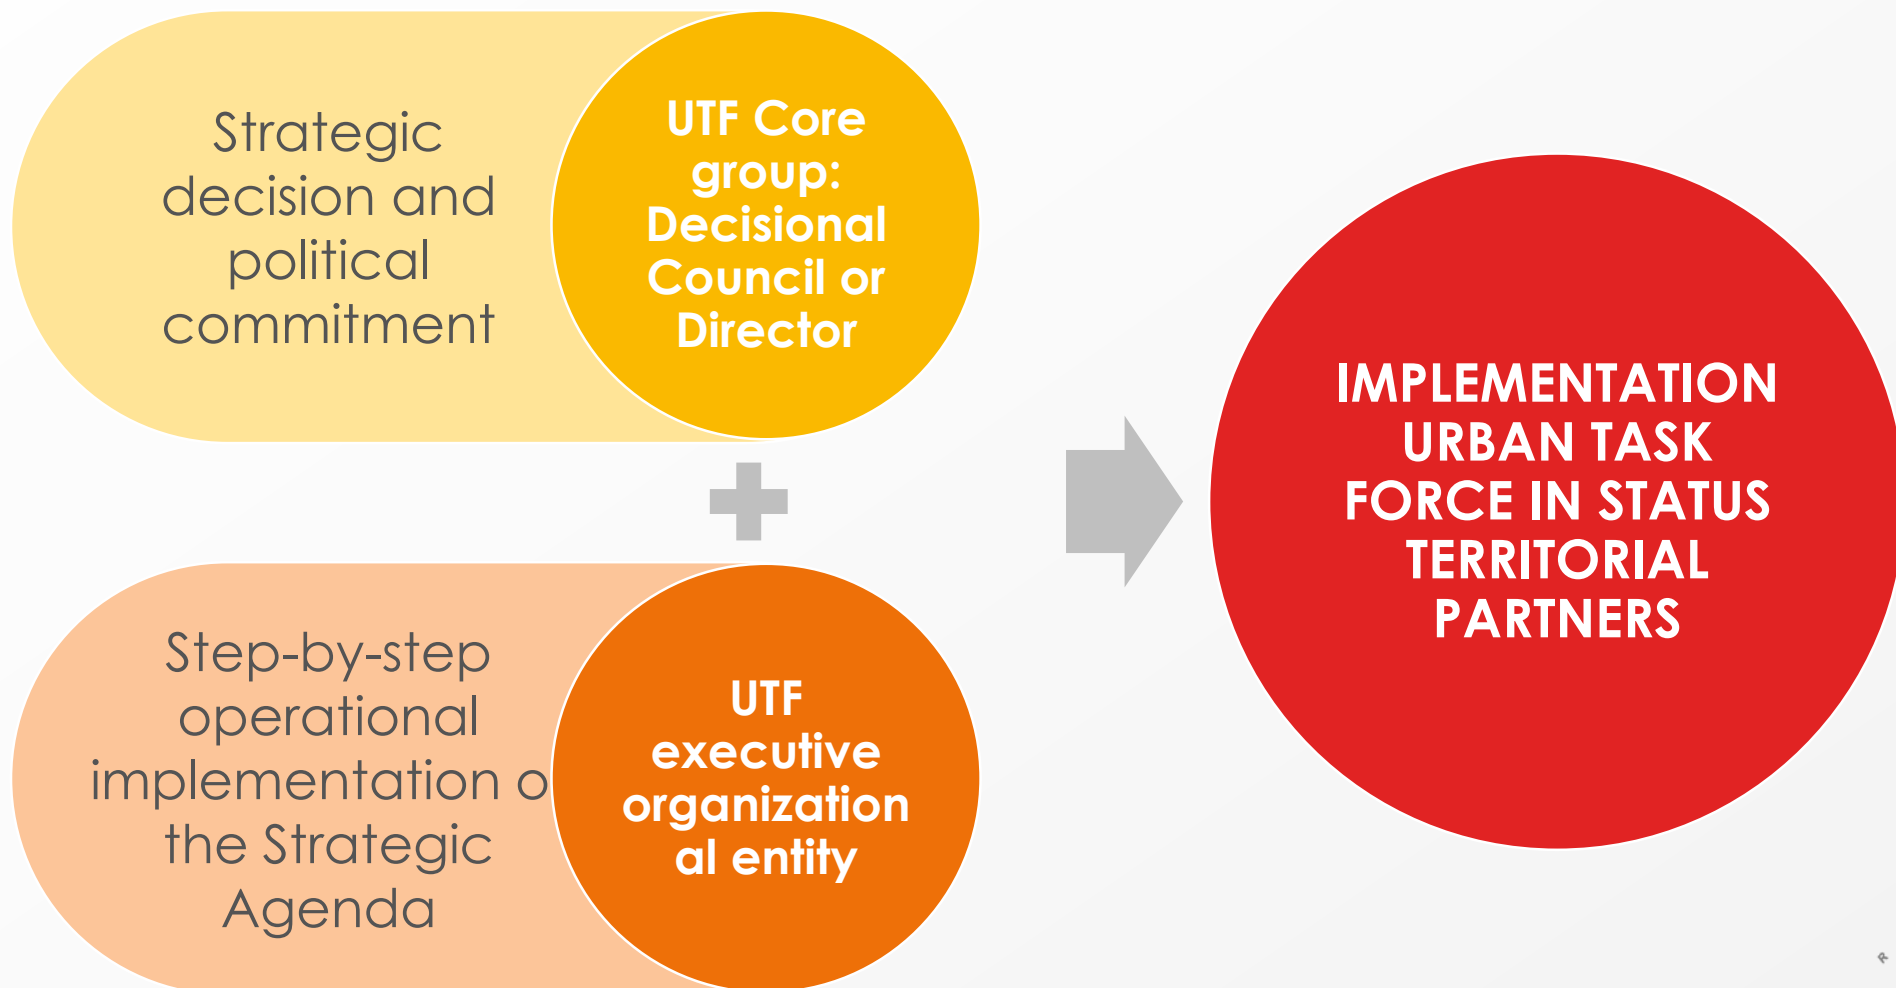 Strategic
decision and
political
commitment
UTF Core
group:
Decisional
Council or
Director
Step-by-step
operational
implementation o
the Strategic
Agenda
UTF
executive
organization
al entity
IMPLEMENTATION
URBAN TASK
FORCE IN STATUS
TERRITORIAL
PARTNERS